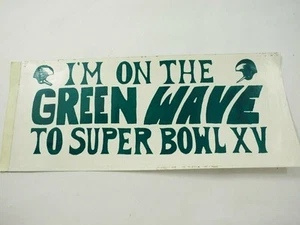 I'M ON THE
GREEN WAVE
TO SUPER BOWL XV